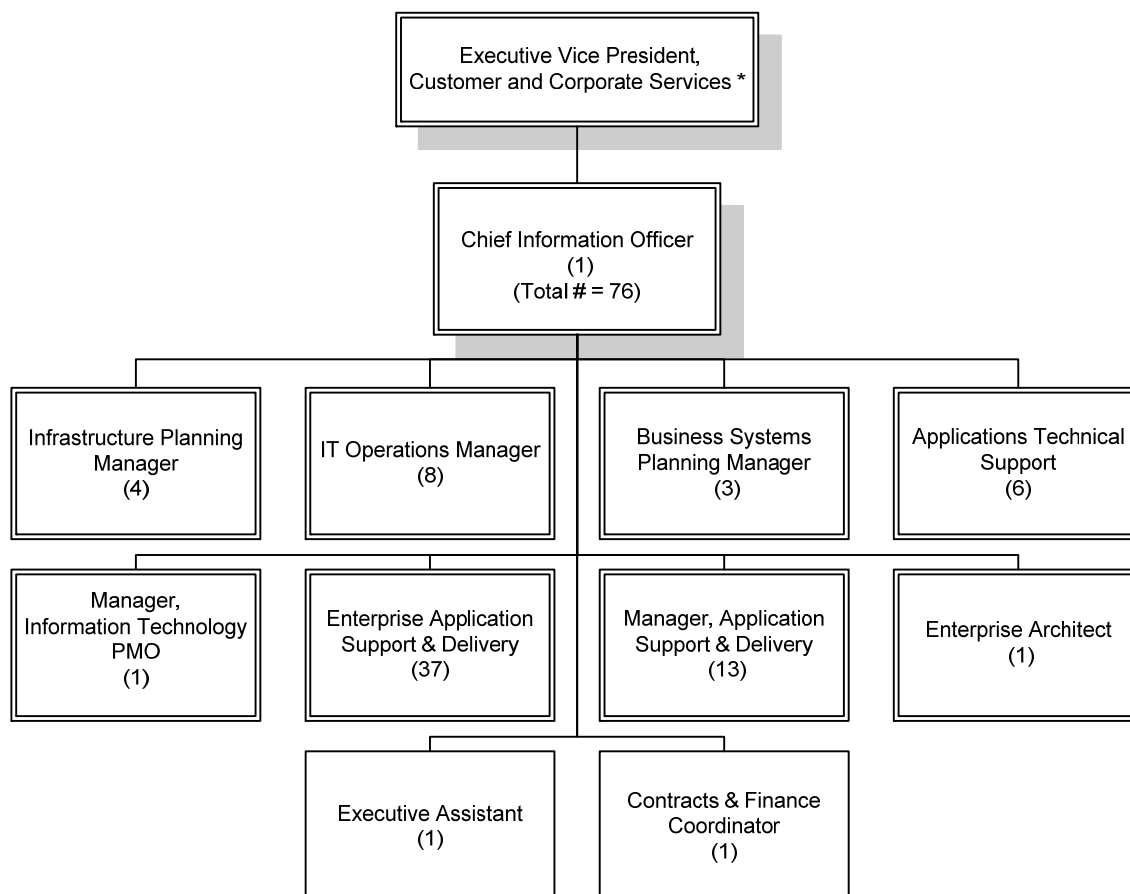 Executive Vice President,
Customer and Corporate Services *
Chief Information Officer
(1)
(Total # = 76)
Infrastructure Planning
Manager
(4)
IT Operations Manager
(8)
Business Systems
Planning Manager
(3)
Applications Technical
Support
(6)
Manager,
Information Technology
PMO
(1)
Enterprise Application
Support & Delivery
(37)
Manager, Application
Support & Delivery
(13)
Enterprise Architect
(1)
Executive Assistant
(1)
Contracts & Finance
Coordinator
(1)